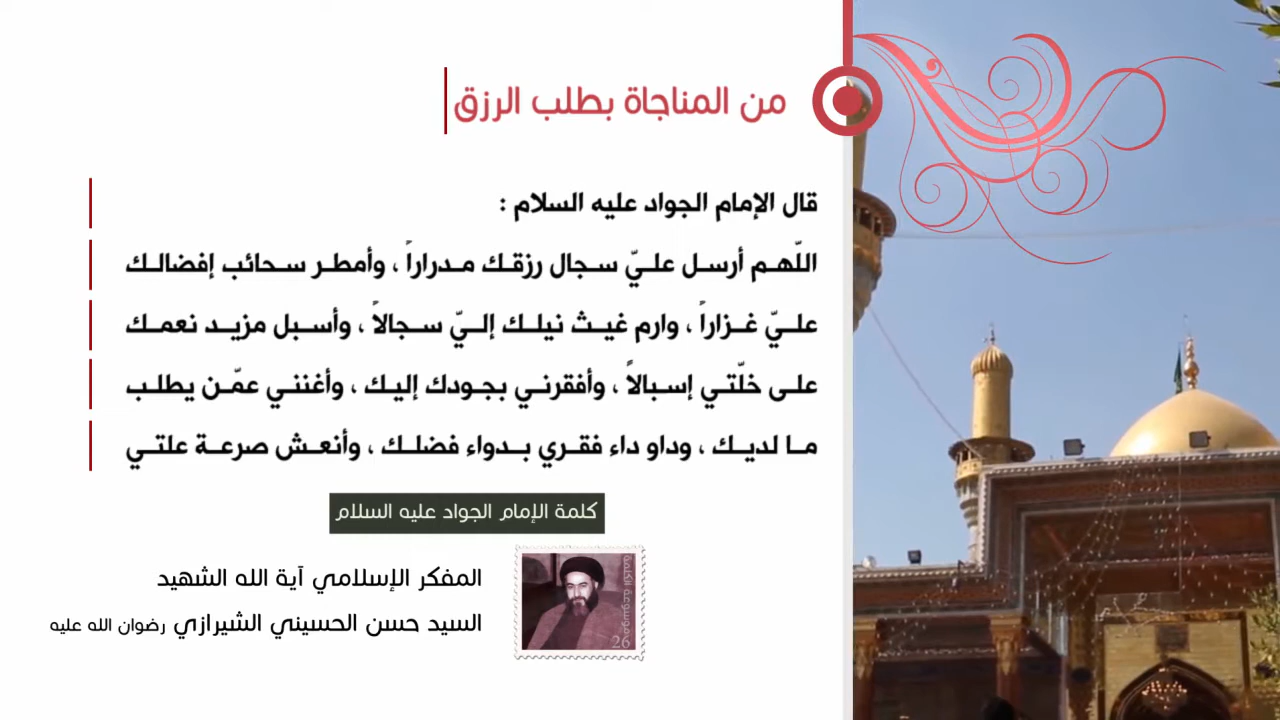 من المناجاة بطلب الرزق
قال الإمام الجواد عليه السلام :
اللّهم أرسل عليّ سجال رزقك مدراراً ، وأمطر سحائب إفضالك
عليّ غزاراً ، وارم غيث نيلك إليّ سجالاً ، وأسبل مزيد نعمك
على خلّتي إسبالاً ، وأفقرني بجودك إليك ، وأغنني عمّن يطلب
ما لديك ، وداو داء فقري بدواء فضلك ، وأنعش صرعة علتي
كلمة الإمام الجواد عليه السلام
المفكر الإسلامي آية الله الشهيد
السيد حسن الحسيني الشيرازي رضوان الله عليه
موسوعة الكلمة
26